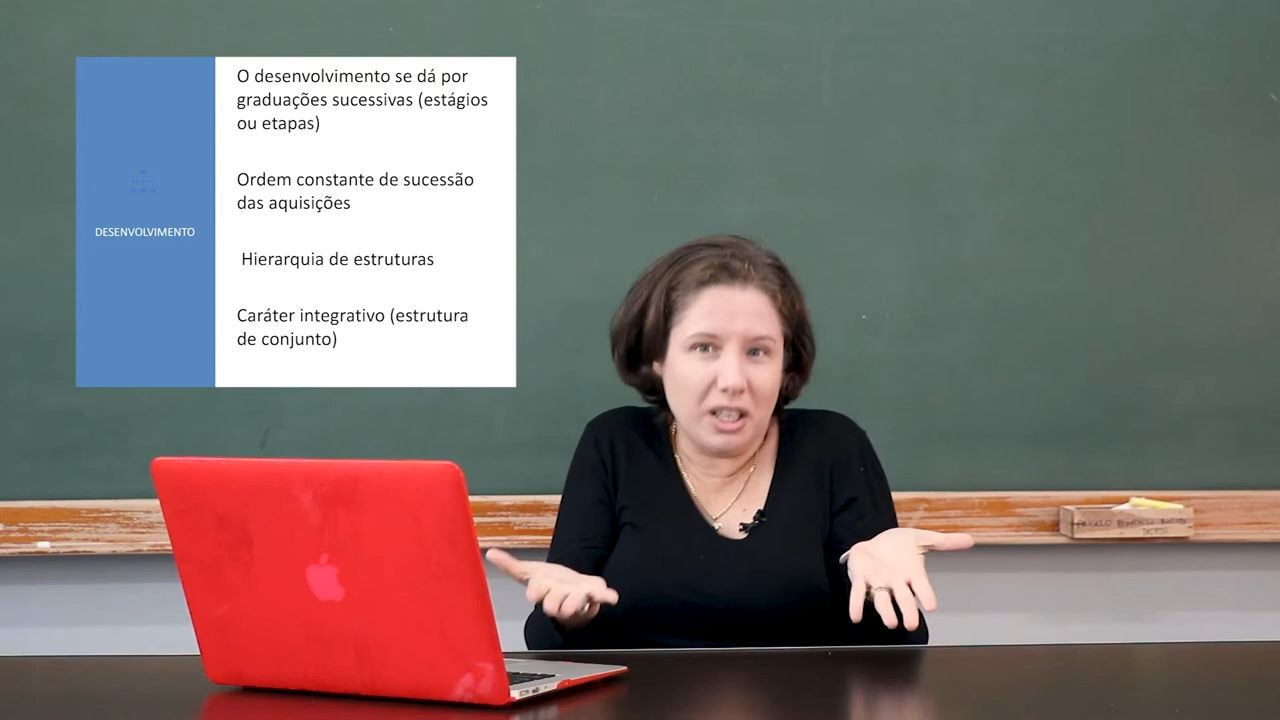 O desenvolvimento se dá por
graduações sucessivas (estágios
ou etapas)
Ordem constante de sucessão
das aquisições
DESENVOLVIMENTO
Hierarquia de estruturas
Caráter integrativo (estrutura
de conjunto)